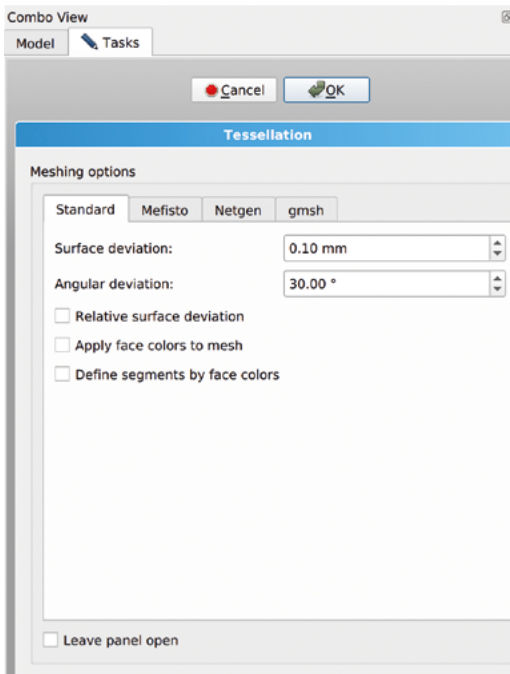 Combo View
Model Tasks
Cancel OK
Tessellation
Meshing options
Standard Mefisto Netgen gmsh
Surface deviation: 0.10 mm
Angular deviation: 30.00 °
Relative surface deviation
Apply face colors to mesh
Define segments by face colors
Leave panel open